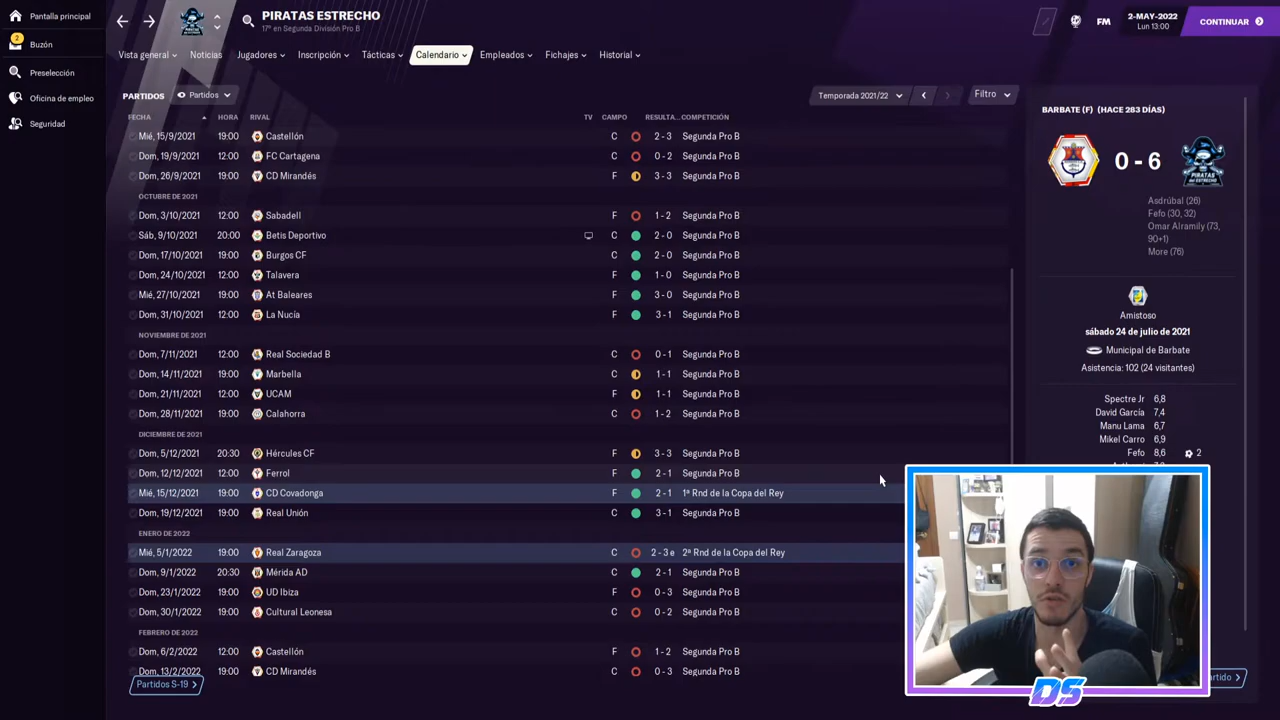 Pantalla principal
2
Buzón
Preselección
Oficina de empleo
Seguridad
PIRATAS ESTRECHO
17º en Segunda División Pro B
FM
2-MAY-2022
Lun 13:00
CONTINUAR
Vista general
Noticias
Jugadores
Inscripción
Tácticas
Calendario
Empleados
Fichajes
Historial
PARTIDOS
Partidos
Temporada 2021/22
Filtro
FECHA HORA RIVAL TV CAMPO RESULTA... COMPETICIÓN
Mié, 15/9/2021 19:00 Castellón C 2 - 3 Segunda Pro B
Dom, 19/9/2021 12:00 FC Cartagena C 0 - 2 Segunda Pro B
Dom, 26/9/2021 19:00 CD Mirandés F 3 - 3 Segunda Pro B
OCTUBRE DE 2021
Dom, 3/10/2021 12:00 Sabadell F 1 - 2 Segunda Pro B
Sáb, 9/10/2021 20:00 Betis Deportivo C 2 - 0 Segunda Pro B
Dom, 17/10/2021 19:00 Burgos CF C 2 - 0 Segunda Pro B
Dom, 24/10/2021 12:00 Talavera F 1 - 0 Segunda Pro B
Mié, 27/10/2021 19:00 At Baleares F 3 - 0 Segunda Pro B
Dom, 31/10/2021 12:00 La Nucía F 3 - 1 Segunda Pro B
NOVIEMBRE DE 2021
Dom, 7/11/2021 12:00 Real Sociedad B C 0 - 1 Segunda Pro B
Dom, 14/11/2021 19:00 Marbella C 1 - 1 Segunda Pro B
Dom, 21/11/2021 12:00 UCAM F 1 - 1 Segunda Pro B
Dom, 28/11/2021 19:00 Calahorra C 1 - 2 Segunda Pro B
DICIEMBRE DE 2021
Dom, 5/12/2021 20:30 Hércules CF F 3 - 3 Segunda Pro B
Dom, 12/12/2021 12:00 Ferrol F 2 - 1 Segunda Pro B
Mié, 15/12/2021 19:00 CD Covadonga F 2 - 1 1ª Rnd de la Copa del Rey
Dom, 19/12/2021 19:00 Real Unión C 3 - 1 Segunda Pro B
ENERO DE 2022
Mié, 5/1/2022 19:00 Real Zaragoza C 2 - 3 e 2ª Rnd de la Copa del Rey
Dom, 9/1/2022 20:30 Mérida AD C 2 - 1 Segunda Pro B
Dom, 23/1/2022 19:00 UD Ibiza F 0 - 3 Segunda Pro B
Dom, 30/1/2022 19:00 Cultural Leonesa C 0 - 2 Segunda Pro B
FEBRERO DE 2022
Dom, 6/2/2022 12:00 Castellón F 1 - 2 Segunda Pro B
Dom, 13/2/2022 19:00 CD Mirandés C 0 - 3 Segunda Pro B
Partidos S-19
BARBATE (F) (HACE 283 DÍAS)
0 - 6
PIRATAS
Asdrúbal (26)
Fefo (30, 32)
Omar Alramily (73,
90+1)
More (76)
Amistoso
sábado 24 de julio de 2021
Municipal de Barbate
Asistencia: 102 (24 visitantes)
Spectre Jr 6,8
David García 7,4
Manu Lama 6,7
Mikel Carro 6,9
Fefo 8,6 2
DS